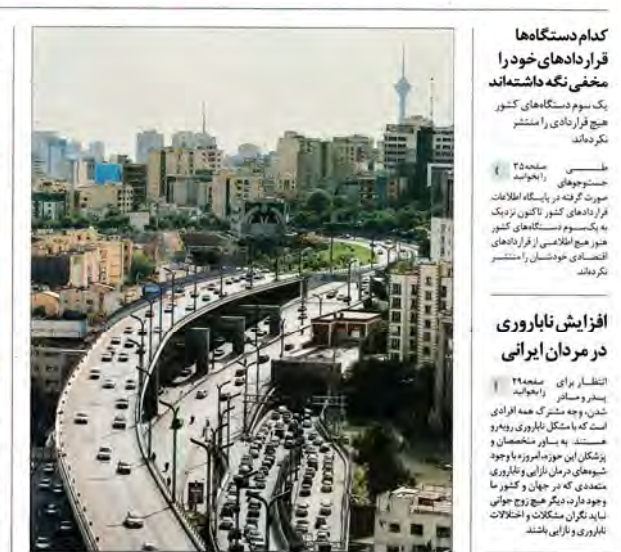 کدام دستگاه‌ها
قراردادهای خود را
مخفی نگه داشته‌اند
یک سوم دستگاه‌های کشور
هیچ قراردادی را منتشر
نکرده‌اند
صفحه ۳۵
را بخوانید
طی
جست‌وجوهای
صورت گرفته در پایگاه اطلاعات
قراردادهای کشور تاکنون نزدیک
به یک‌سوم دستگاه‌های کشور
هنوز هیچ اطلاعی از قراردادهای
اقتصادی خودشان را منتشر
نکرده‌اند.
افزایش ناباروری
در مردان ایرانی
صفحه ۲۹
را بخوانید
انتظار برای
پدر و مادر
شدن، وجه مشترک همه افرادی
است که با مشکل ناباروری روبه‌رو
هستند. به باور متخصصان و
پزشکان این حوزه، امروزه با وجود
شیوه‌های درمان نازایی و ناباروری
متعددی که در جهان و کشور ما
وجود دارد، دیگر هیچ زوج جوانی
نباید نگران مشکلات و اختلالات
ناباروری و نازایی باشند.